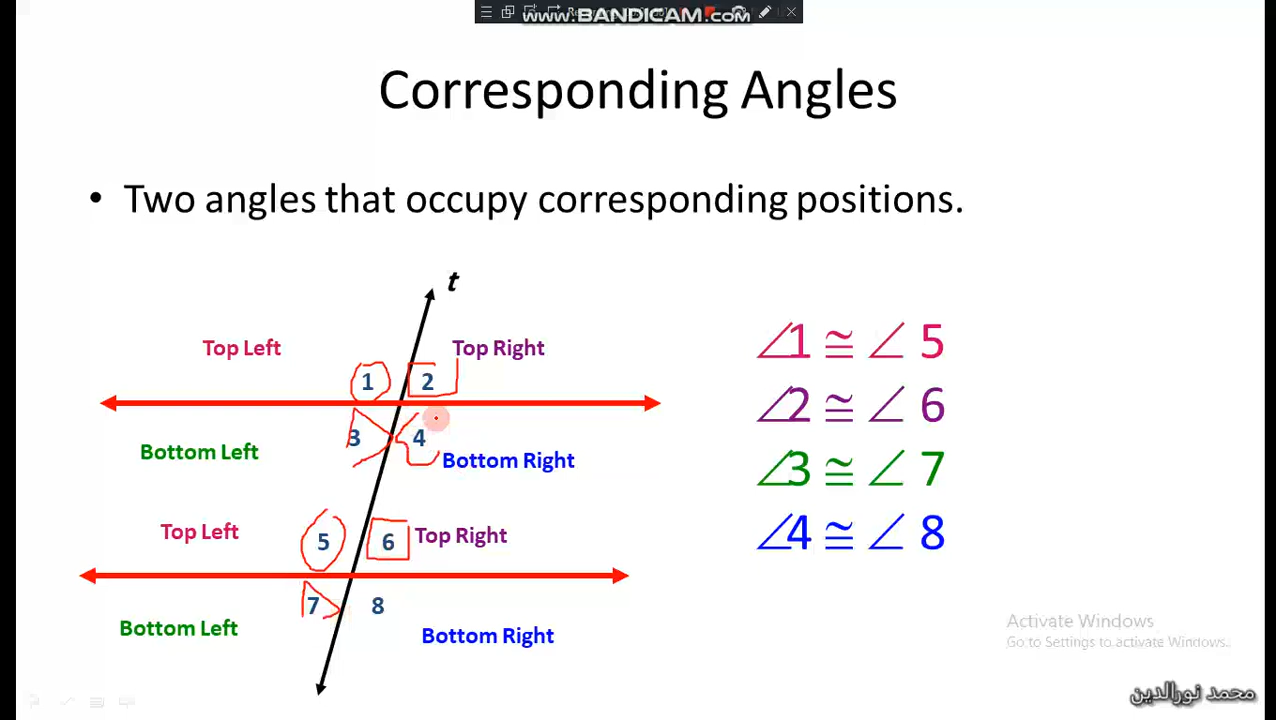 www.BANDICAM.com
Corresponding Angles
• Two angles that occupy corresponding positions.
t
Top Left
Top Right
1
2
3
4
Bottom Left
Bottom Right
Top Left
Top Right
5
6
7
8
Bottom Left
Bottom Right
∠1 ≅ ∠ 5
∠2 ≅ ∠ 6
∠3 ≅ ∠ 7
∠4 ≅ ∠ 8
Activate Windows
Go to Settings to activate Windows.
محمد نورالدين